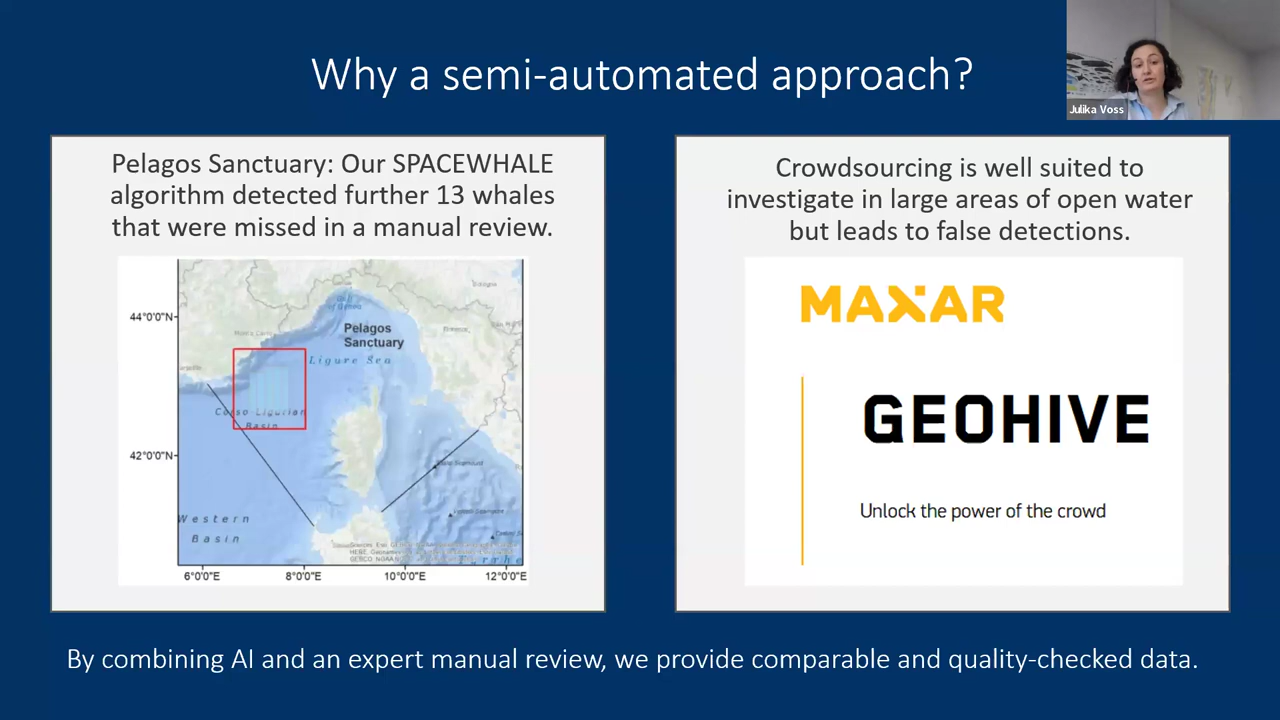 Why a semi-automated approach?
Julika Voss
Pelagos Sanctuary: Our SPACEWHALE
algorithm detected further 13 whales
that were missed in a manual review.
44°0'0"N
42°0'0"N
Gulf
of Genoa
Pelagos
Sanctuary
Ligure Sea
Corso-Ligurian
Basin
Western
Basin
6°0'0"E
8°0'0"E
10°0'0"E
12°0'0"E
Crowdsourcing is well suited to
investigate in large areas of open water
but leads to false detections.
MAXAR
GEOHIVE
Unlock the power of the crowd
By combining AI and an expert manual review, we provide comparable and quality-checked data.